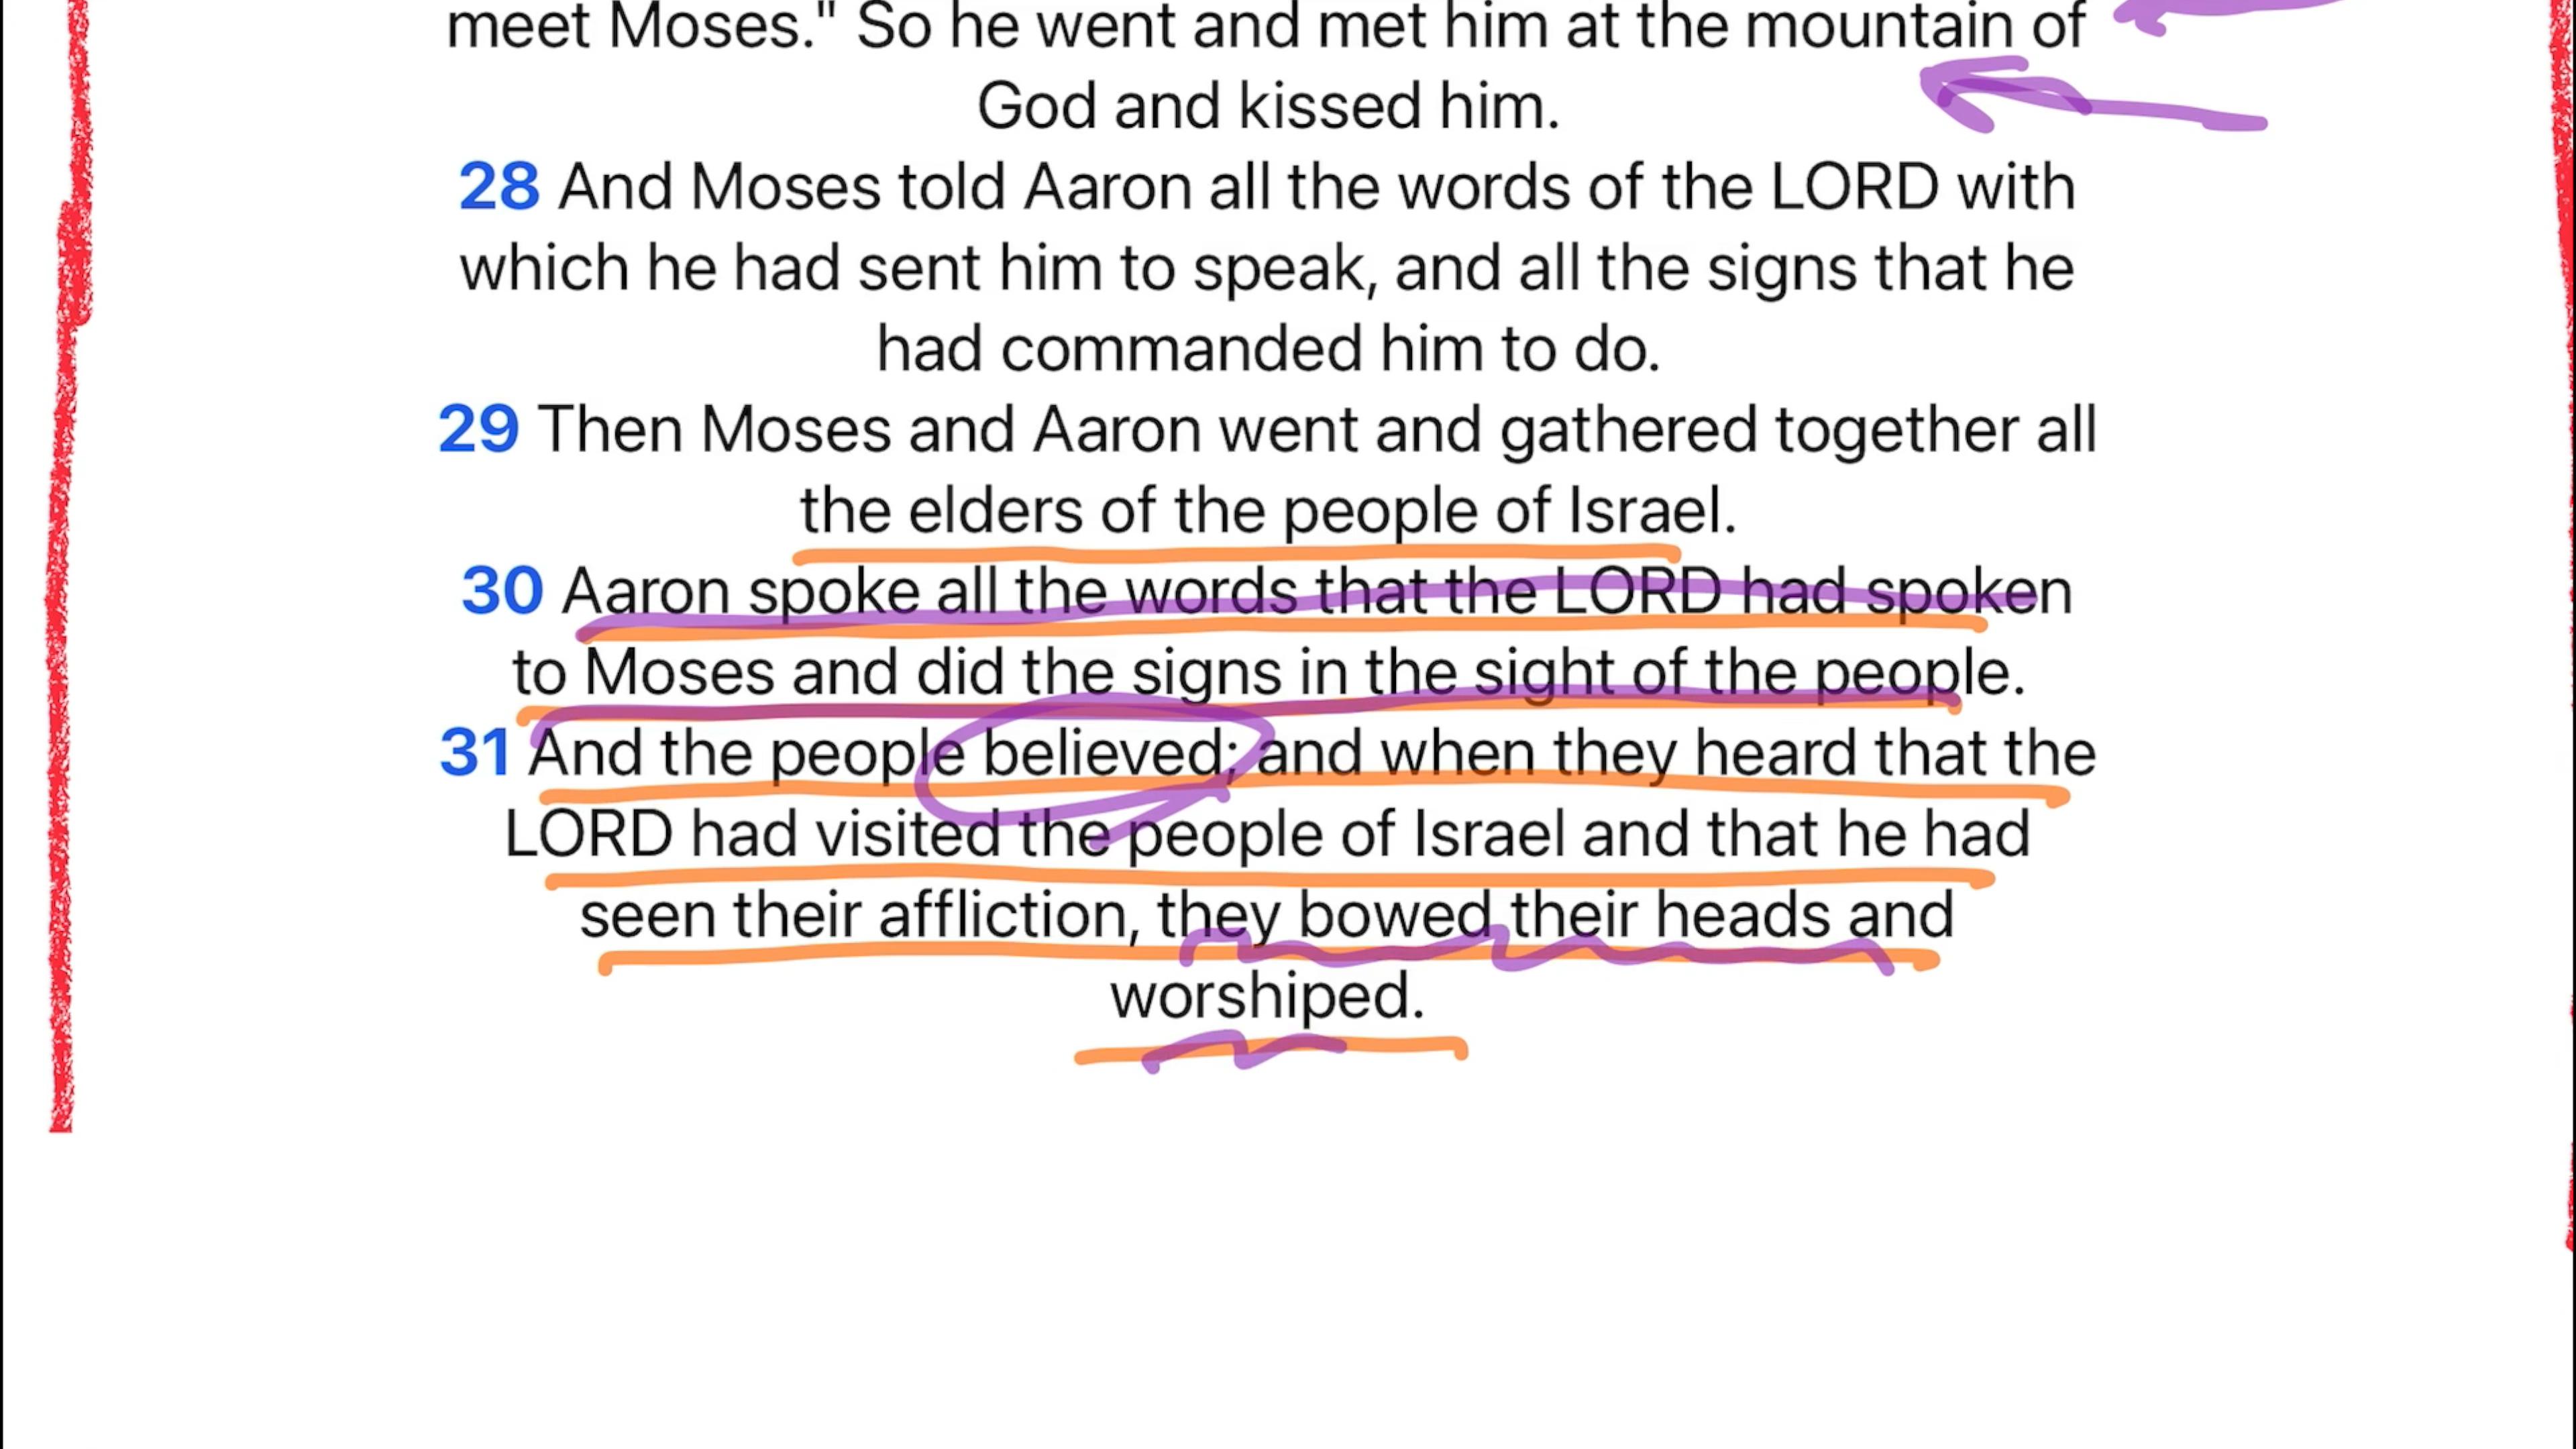 meet Moses." So he went and met him at the mountain of
God and kissed him.
28 And Moses told Aaron all the words of the LORD with
which he had sent him to speak, and all the signs that he
had commanded him to do.
29 Then Moses and Aaron went and gathered together all
the elders of the people of Israel.
30 Aaron spoke all the words that the LORD had spoken
to Moses and did the signs in the sight of the people.
31 And the people believed; and when they heard that the
LORD had visited the people of Israel and that he had
seen their affliction, they bowed their heads and
worshiped.